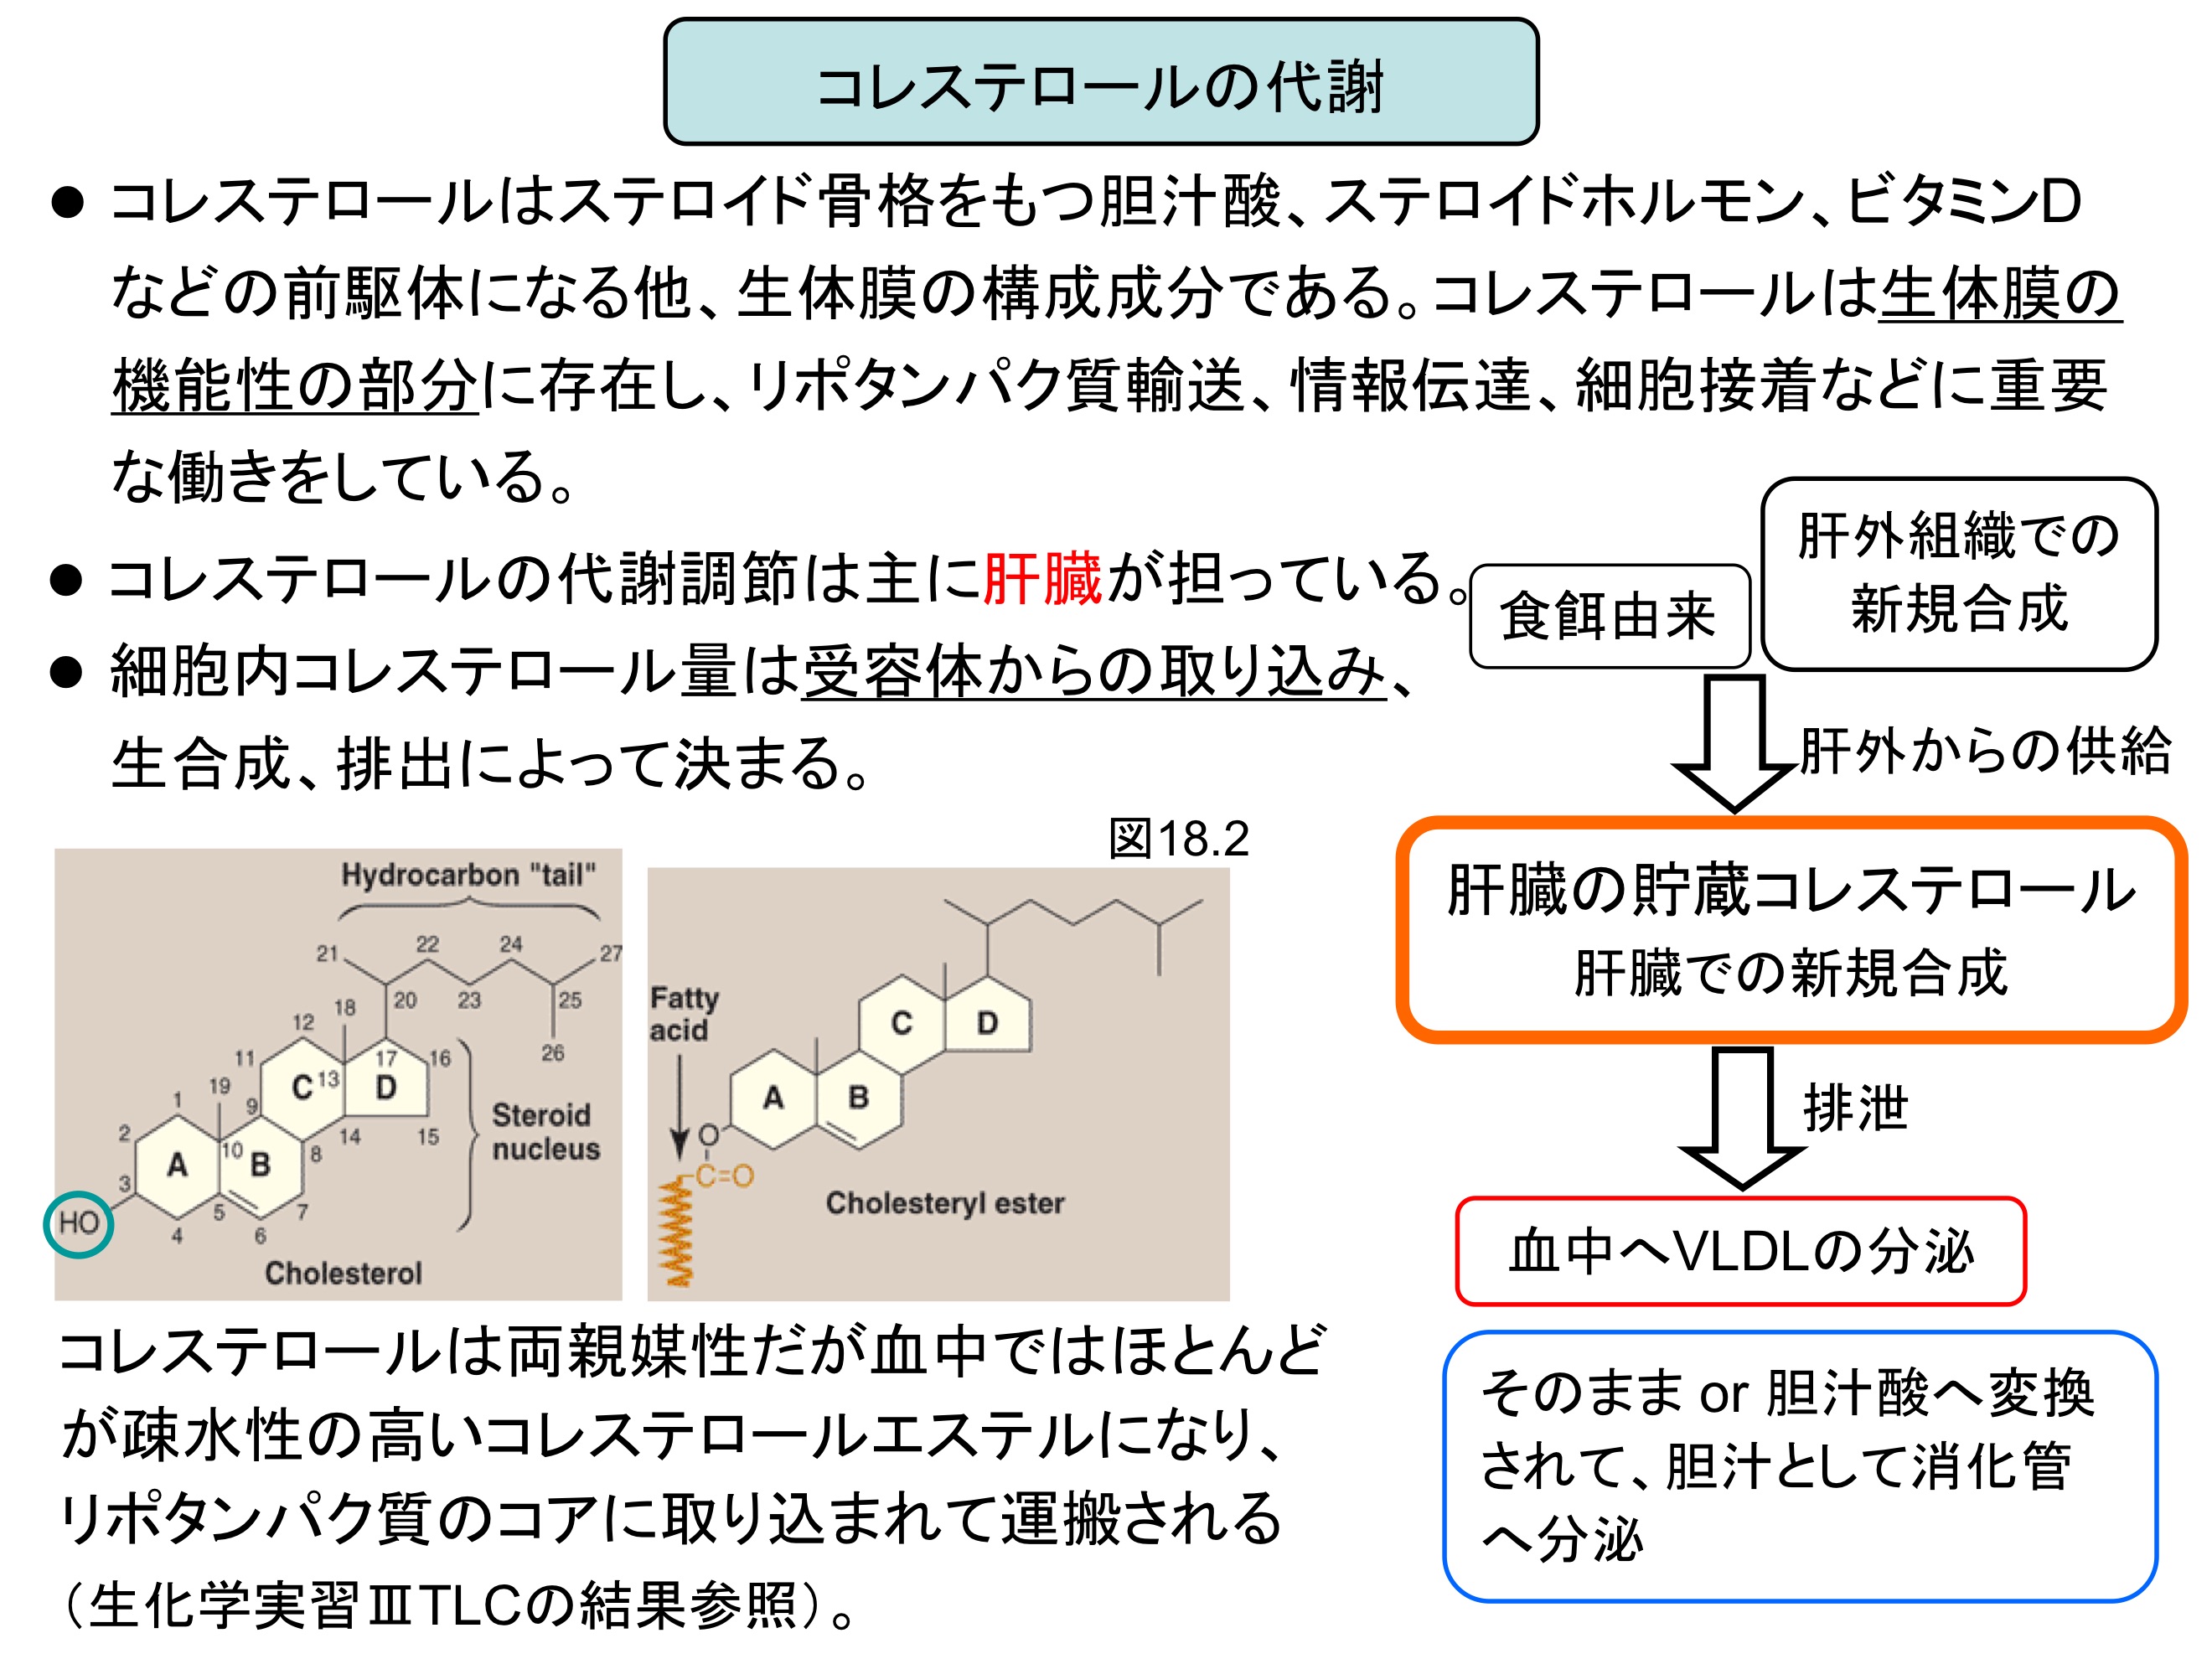 コレステロールの代謝
● コレステロールはステロイド骨格をもつ胆汁酸、ステロイドホルモン、ビタミンD
などの前駆体になる他、生体膜の構成成分である。コレステロールは生体膜の
機能性の部分に存在し、リポタンパク質輸送、情報伝達、細胞接着などに重要
な働きをしている。
● コレステロールの代謝調節は主に肝臓が担っている。
● 細胞内コレステロール量は受容体からの取り込み、
生合成、排出によって決まる。
食餌由来
肝外組織での
新規合成
肝外からの供給
肝臓の貯蔵コレステロール
肝臓での新規合成
排泄
血中へVLDLの分泌
そのまま or 胆汁酸へ変換
されて、胆汁として消化管
へ分泌
図18.2
Hydrocarbon "tail"
21 22 24 27
20 23 25
18 26
12
11 17 16
19 C 13 D
1 9
2 10 14 15
A B 8
3
HO 5 7
4 6
Steroid
nucleus
Cholesterol
Fatty
acid
C D
A B
O
C=O
Cholesteryl ester
コレステロールは両親媒性だが血中ではほとんど
が疎水性の高いコレステロールエステルになり、
リポタンパク質のコアに取り込まれて運搬される
（生化学実習ⅢTLCの結果参照）。